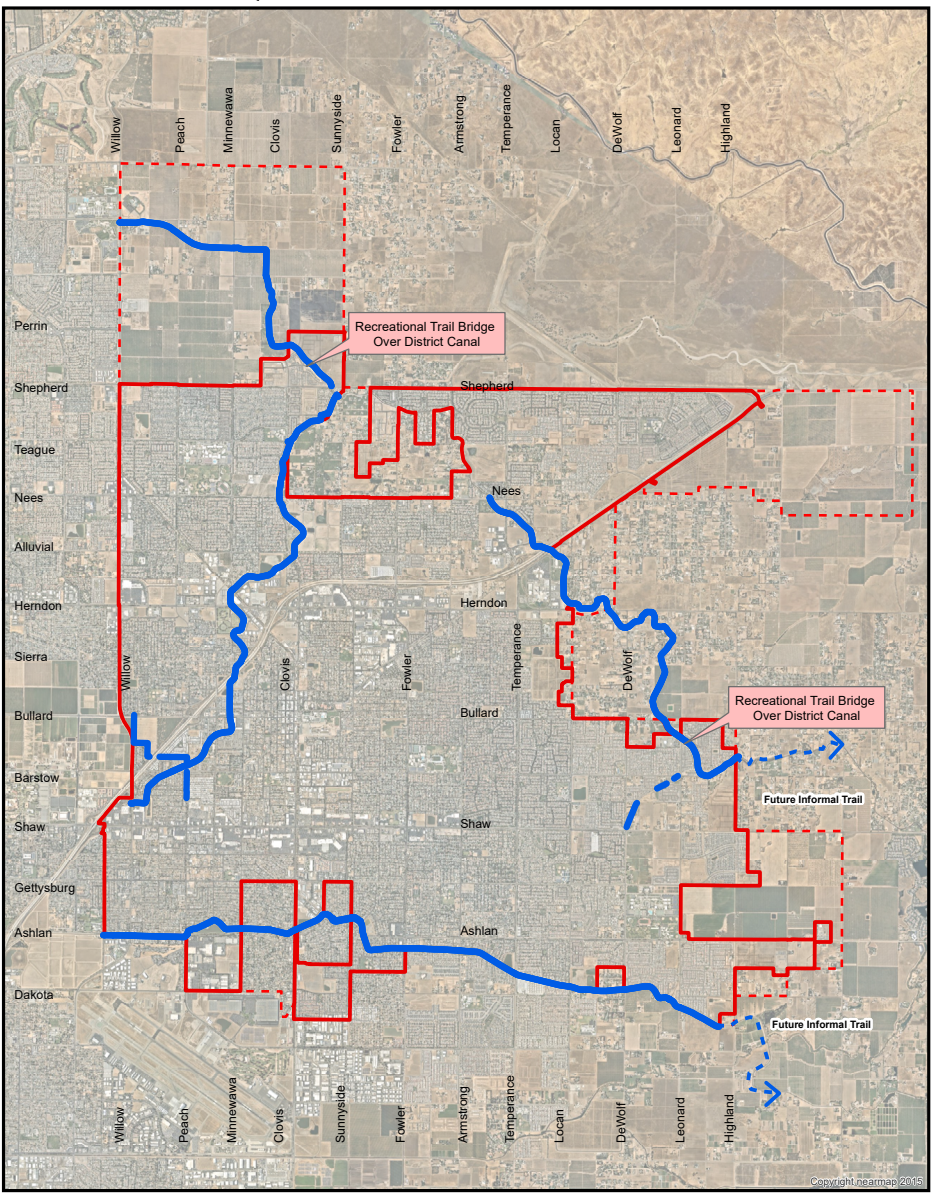 Willow
Peach
Minnewawa
Clovis
Sunnyside
Fowler
Armstrong
Temperance
Locan
DeWolf
Leonard
Highland
Perrin
Recreational Trail Bridge
Over District Canal
Shepherd
Shepherd
Teague
Nees
Nees
Alluvial
Herndon
Herndon
Sierra
Willow
Clovis
Fowler
Temperance
DeWolf
Bullard
Bullard
Recreational Trail Bridge
Over District Canal
Barstow
Future Informal Trail
Shaw
Shaw
Gettysburg
Ashlan
Ashlan
Dakota
Future Informal Trail
Willow
Peach
Minnewawa
Clovis
Sunnyside
Fowler
Armstrong
Temperance
Locan
DeWolf
Leonard
Highland
Copyright nearmap 2015